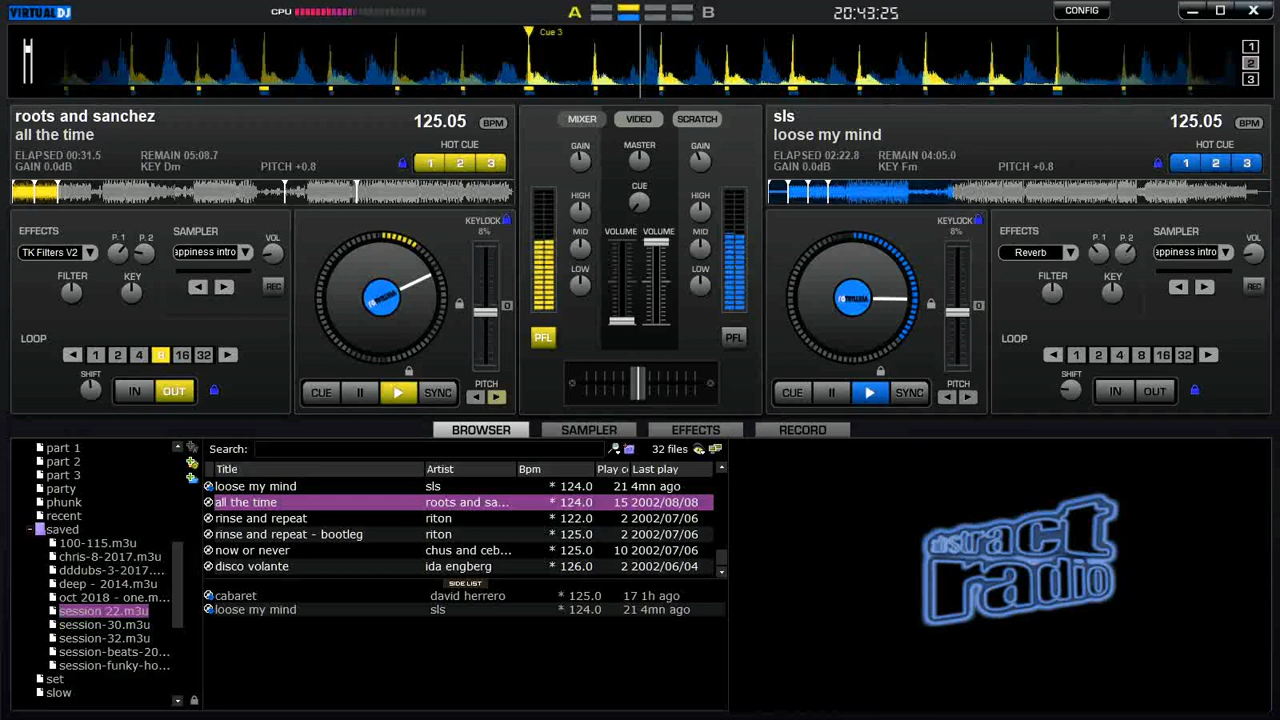 VIRTUAL DJ
CPU
A
B
20:43:25
CONFIG
Cue 3
1
2
3
roots and sanchez
all the time
125.05 BPM
HOT CUE
ELAPSED 00:31.5 REMAIN 05:08.7
GAIN 0.0dB KEY Dm PITCH +0.8
1 2 3
MIXER VIDEO SCRATCH
GAIN MASTER GAIN
CUE
HIGH HIGH
MID VOLUME VOLUME MID
LOW LOW
PFL PFL
sls
loose my mind
125.05 BPM
HOT CUE
ELAPSED 02:22.8 REMAIN 04:05.0
GAIN 0.0dB KEY Fm PITCH +0.8
1 2 3
EFFECTS P. 1 P. 2 SAMPLER VOL
TK Filters V2 appiness intro
FILTER KEY REC
LOOP
1 2 4 8 16 32
SHIFT IN OUT
KEYLOCK
8%
0
CUE SYNC PITCH
EFFECTS P. 1 P. 2 SAMPLER VOL
Reverb appiness intro
FILTER KEY REC
LOOP
1 2 4 8 16 32
SHIFT IN OUT
KEYLOCK
8%
0
CUE SYNC PITCH
BROWSER SAMPLER EFFECTS RECORD
part 1
part 2
part 3
party
phunk
recent
saved
100-115.m3u
chris-8-2017.m3u
dddubs-3-2017....
deep - 2014.m3u
oct 2018 - one.m...
session 22.m3u
session-30.m3u
session-32.m3u
session-beats-20...
session-funky-ho...
set
slow
Search: 32 files
Title Artist Bpm Play c Last play
loose my mind sls * 124.0 21 4mn ago
all the time roots and sa... * 124.0 15 2002/08/08
rinse and repeat riton * 122.0 2 2002/07/06
rinse and repeat - bootleg riton * 125.0 2 2002/07/06
now or never chus and ceb... * 125.0 10 2002/07/06
disco volante ida engberg * 126.0 2 2002/06/04
SIDE LIST
cabaret david herrero * 125.0 17 1h ago
loose my mind sls * 124.0 21 4mn ago
abstract
radio